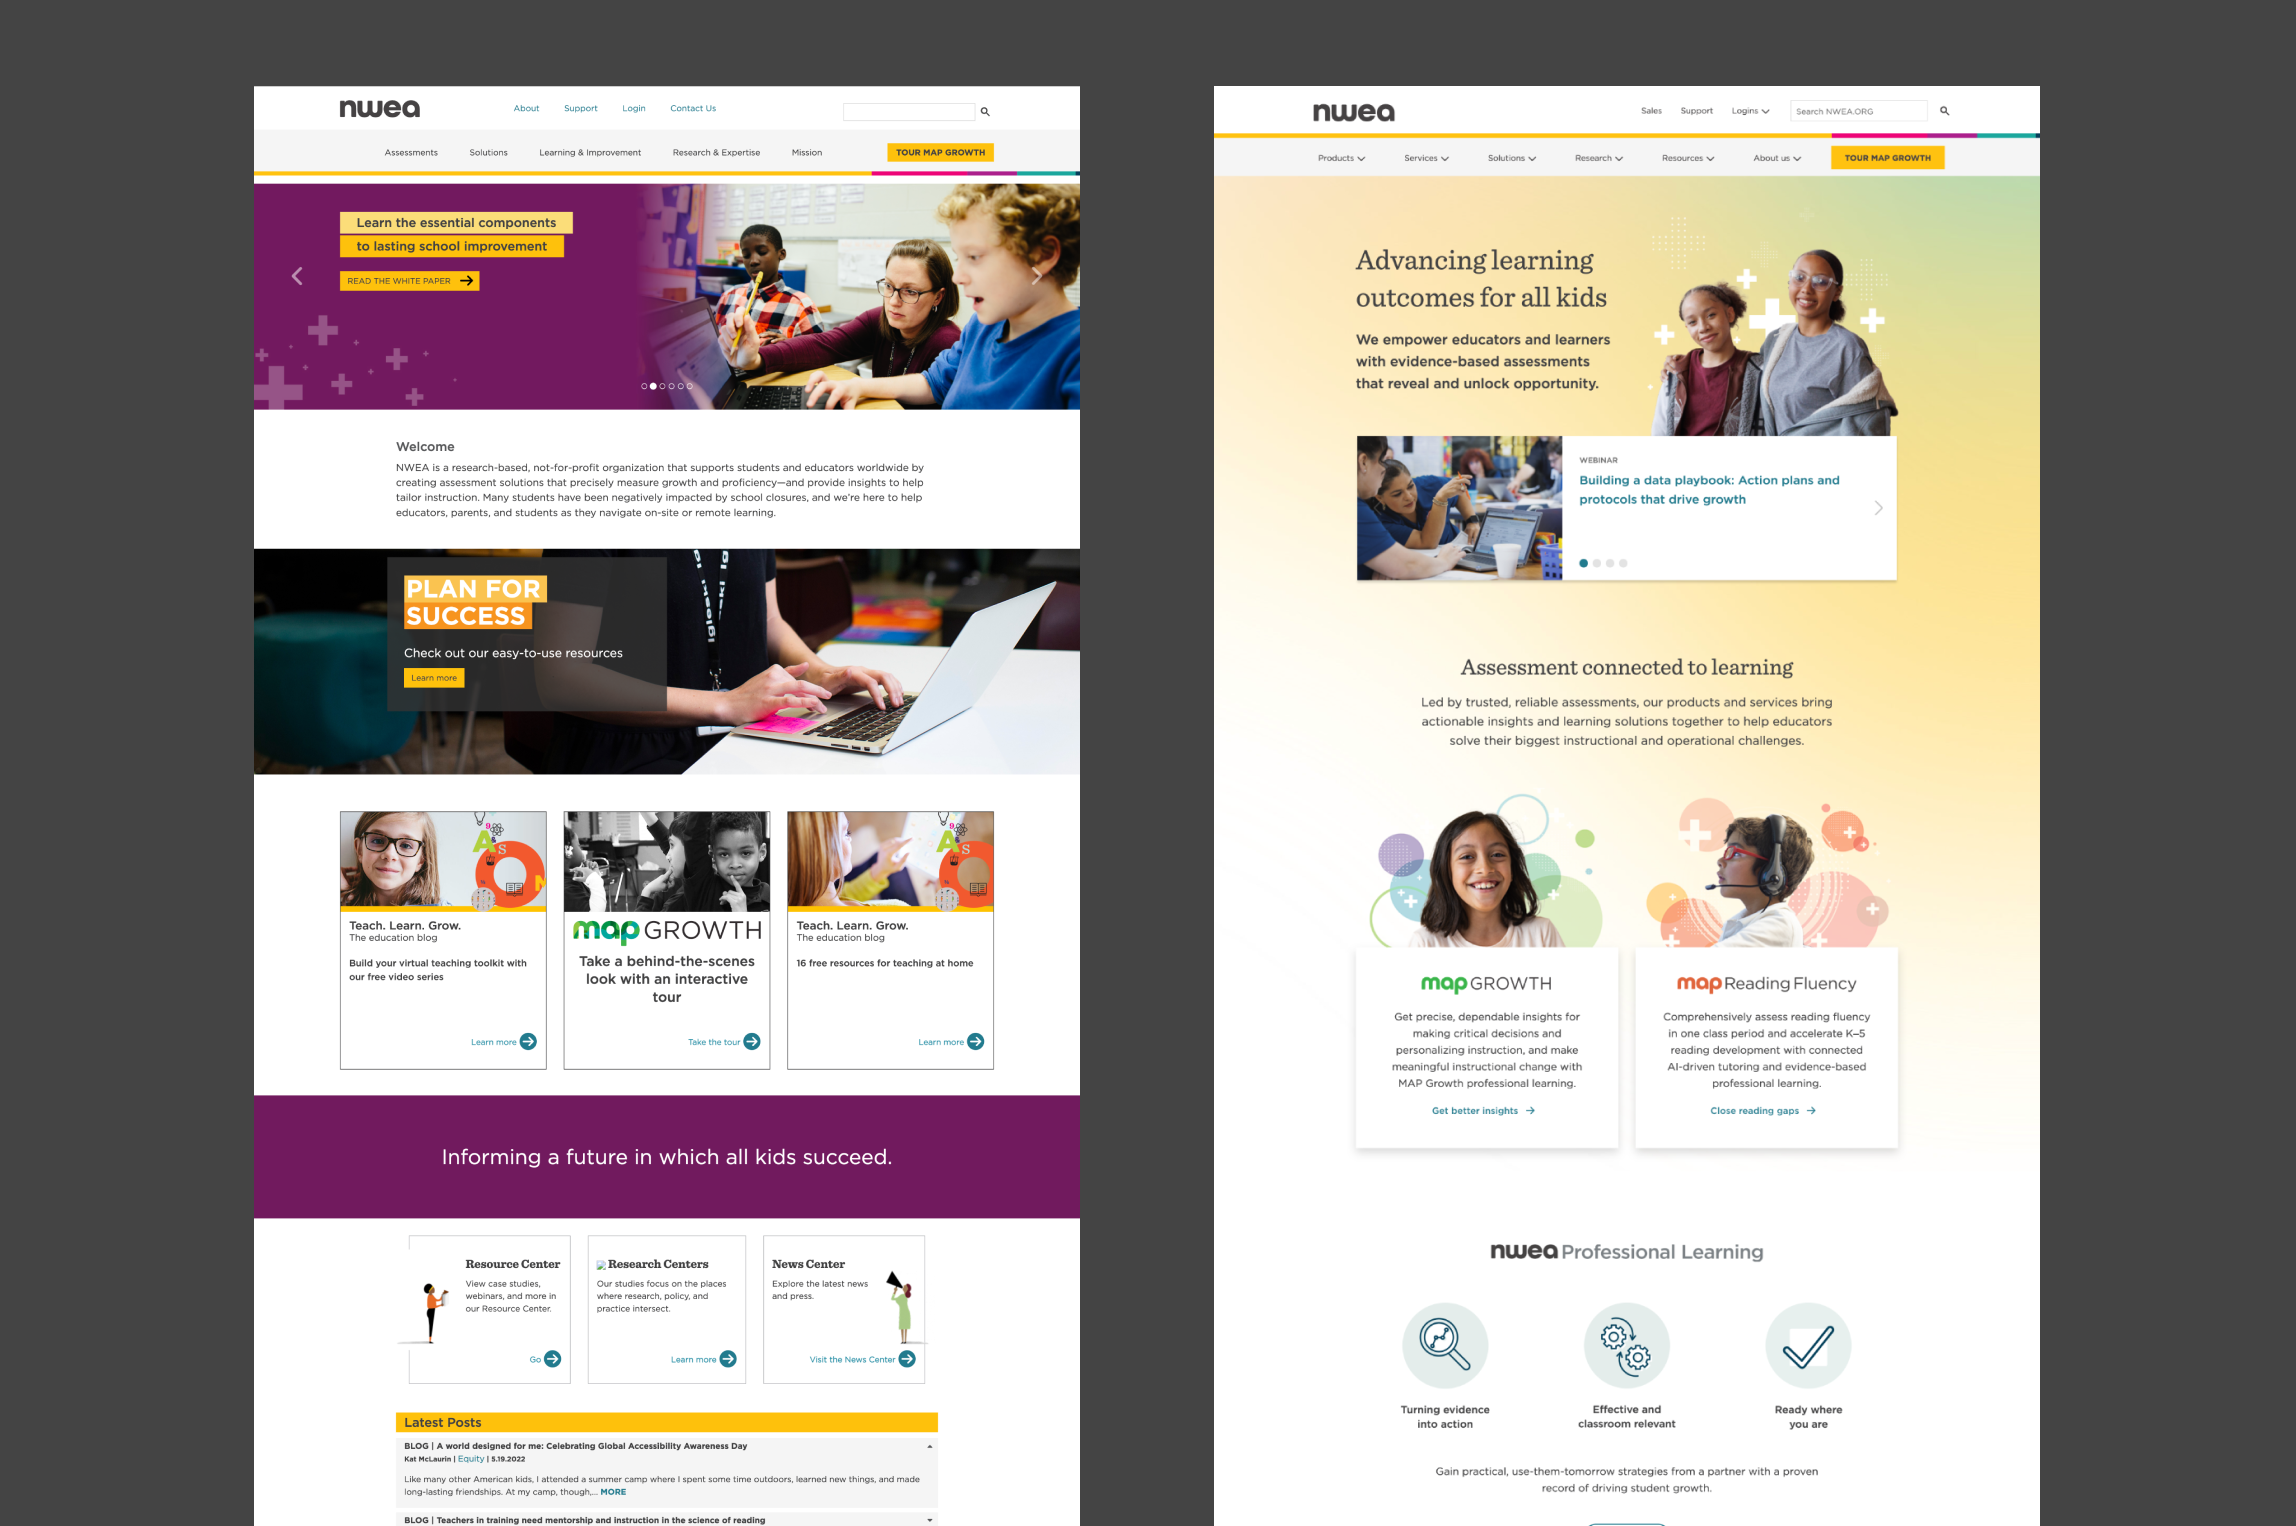 nwea
About Support Login Contact Us
Assessments Solutions Learning & Improvement Research & Expertise Mission TOUR MAP GROWTH
Learn the essential components
to lasting school improvement
READ THE WHITE PAPER
Welcome
NWEA is a research-based, not-for-profit organization that supports students and educators worldwide by
creating assessment solutions that precisely measure growth and proficiency—and provide insights to help
tailor instruction. Many students have been negatively impacted by school closures, and we're here to help
educators, parents, and students as they navigate on-site or remote learning.
PLAN FOR
SUCCESS
Check out our easy-to-use resources
Learn more
Teach. Learn. Grow.
The education blog
Build your virtual teaching toolkit with
our free video series
Learn more
map GROWTH
Take a behind-the-scenes
look with an interactive
tour
Take the tour
Teach. Learn. Grow.
The education blog
16 free resources for teaching at home
Learn more
Informing a future in which all kids succeed.
Resource Center
View case studies,
webinars, and more in
our Resource Center.
Go
Research Centers
Our studies focus on the places
where research, policy, and
practice intersect.
Learn more
News Center
Explore the latest news
and press.
Visit the News Center
Latest Posts
BLOG | A world designed for me: Celebrating Global Accessibility Awareness Day
Kat McLaurin | Equity | 5.19.2022
Like many other American kids, I attended a summer camp where I spent some time outdoors, learned new things, and made
long-lasting friendships. At my camp, though,... MORE
BLOG | Teachers in training need mentorship and instruction in the science of reading
nwea
Sales Support Logins Search NWEA.ORG
Products Services Solutions Research Resources About us TOUR MAP GROWTH
Advancing learning
outcomes for all kids
We empower educators and learners
with evidence-based assessments
that reveal and unlock opportunity.
WEBINAR
Building a data playbook: Action plans and
protocols that drive growth
Assessment connected to learning
Led by trusted, reliable assessments, our products and services bring
actionable insights and learning solutions together to help educators
solve their biggest instructional and operational challenges.
map GROWTH
Get precise, dependable insights for
making critical decisions and
personalizing instruction, and make
meaningful instructional change with
MAP Growth professional learning.
Get better insights
map Reading Fluency
Comprehensively assess reading fluency
in one class period and accelerate K–5
reading development with connected
AI-driven tutoring and evidence-based
professional learning.
Close reading gaps
nwea Professional Learning
Turning evidence
into action
Effective and
classroom relevant
Ready where
you are
Gain practical, use-them-tomorrow strategies from a partner with a proven
record of driving student growth.